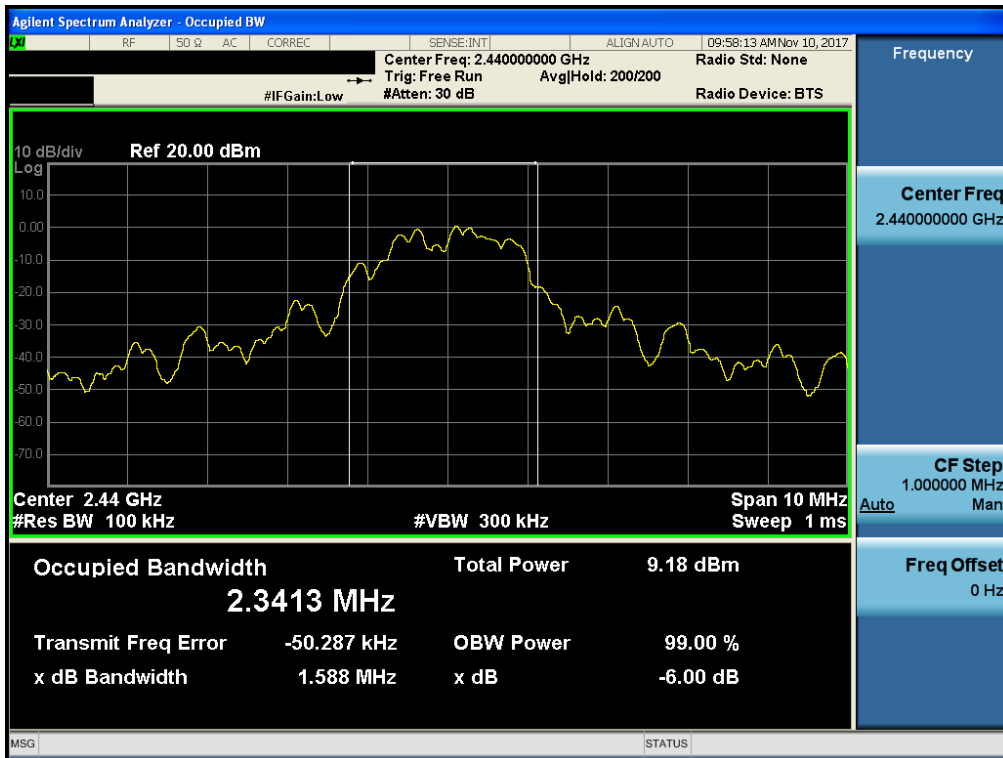 Agilent Spectrum Analyzer - Occupied BW
LXI RF 50 Ω AC CORREC SENSE:INT ALIGN AUTO 09:58:13 AM Nov 10, 2017
Center Freq: 2.440000000 GHz Radio Std: None
Trig: Free Run Avg|Hold: 200/200
#IFGain:Low #Atten: 30 dB Radio Device: BTS
10 dB/div Ref 20.00 dBm
Log
10.0
0.00
-10.0
-20.0
-30.0
-40.0
-50.0
-60.0
-70.0
Center 2.44 GHz Span 10 MHz
#Res BW 100 kHz #VBW 300 kHz Sweep 1 ms
Occupied Bandwidth Total Power 9.18 dBm
2.3413 MHz
Transmit Freq Error -50.287 kHz OBW Power 99.00 %
x dB Bandwidth 1.588 MHz x dB -6.00 dB
MSG STATUS
Frequency
Center Freq
2.440000000 GHz
CF Step
1.000000 MHz
Auto Man
Freq Offset
0 Hz